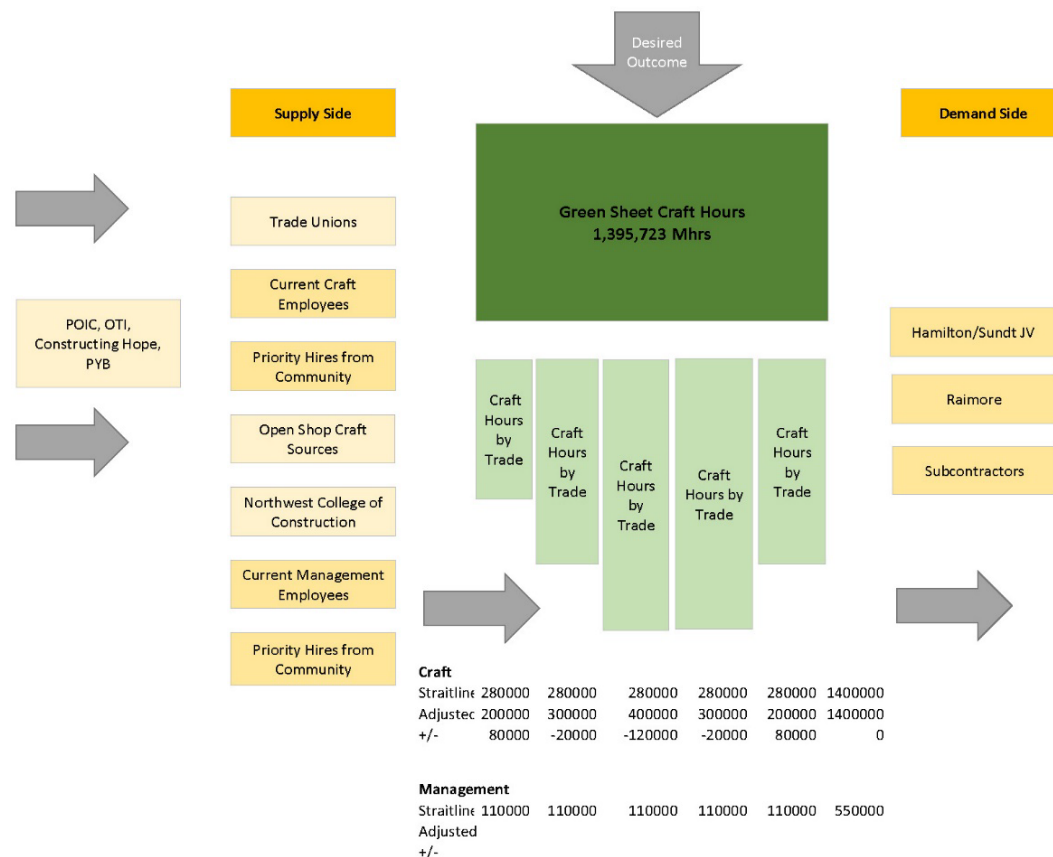 Desired
Outcome
Supply Side
Demand Side
Green Sheet Craft Hours
1,395,723 Mhrs
Trade Unions
Current Craft
Employees
POIC, OTI,
Constructing Hope,
PYB
Priority Hires from
Community
Open Shop Craft
Sources
Northwest College of
Construction
Current Management
Employees
Priority Hires from
Community
Craft
Hours
by
Trade
Craft
Hours
by
Trade
Craft
Hours
by
Trade
Craft
Hours by
Trade
Craft
Hours
by
Trade
Hamilton/Sundt JV
Raimore
Subcontractors
Craft
Straitline 280000 280000 280000 280000 280000 1400000
Adjusted 200000 300000 400000 300000 200000 1400000
+/- 80000 -20000 -120000 -20000 80000 0
Management
Straitline 110000 110000 110000 110000 110000 550000
Adjusted
+/-